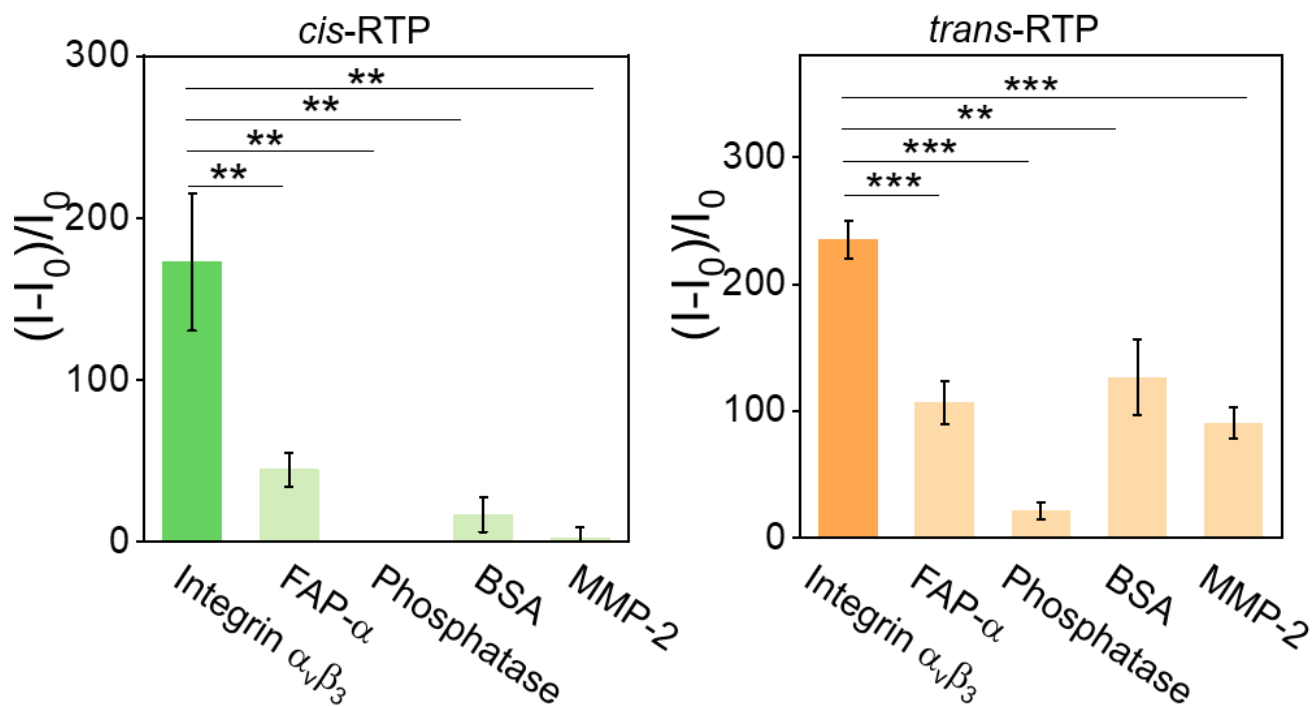 cis-RTP
300
200
100
0
(I-I₀)/I₀
**
**
**
**
Integrin αᵥβ₃
FAP-α
Phosphatase
BSA
MMP-2
trans-RTP
300
200
100
0
(I-I₀)/I₀
***
**
***
***
Integrin αᵥβ₃
FAP-α
Phosphatase
BSA
MMP-2